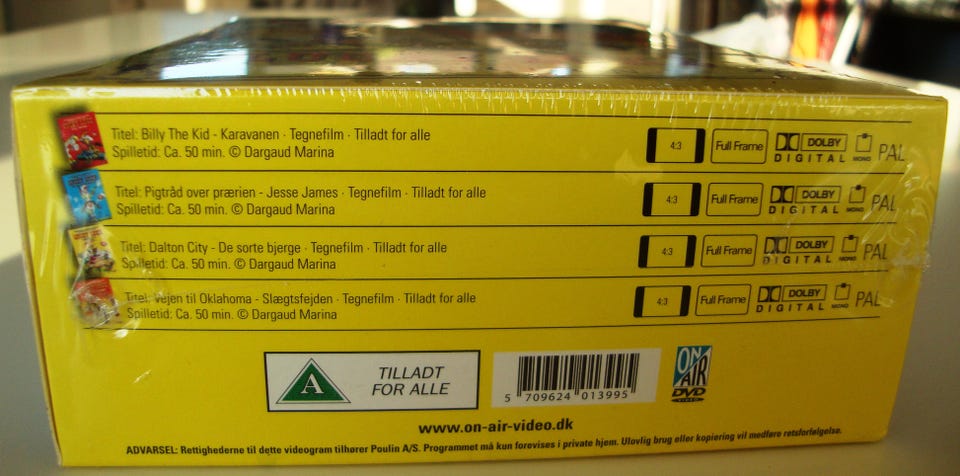 Titel: Billy The Kid - Karavanen · Tegnefilm · Tilladt for alle
Spilletid: Ca. 50 min. © Dargaud Marina
4:3 Full Frame DOLBY DIGITAL MONO PAL
Titel: Pigtråd over prærien - Jesse James · Tegnefilm · Tilladt for alle
Spilletid: Ca. 50 min. © Dargaud Marina
4:3 Full Frame DOLBY DIGITAL MONO PAL
Titel: Dalton City - De sorte bjerge · Tegnefilm · Tilladt for alle
Spilletid: Ca. 50 min. © Dargaud Marina
4:3 Full Frame DOLBY DIGITAL MONO PAL
Titel: Vejen til Oklahoma - Slægtsfejden · Tegnefilm · Tilladt for alle
Spilletid: Ca. 50 min. © Dargaud Marina
4:3 Full Frame DOLBY DIGITAL MONO PAL
A
TILLADT
FOR ALLE
5 709624 013995
ON
AIR
DVD
VIDEO
www.on-air-video.dk
ADVARSEL: Rettighederne til dette videogram tilhører Poulin A/S. Programmet må kun forevises i private hjem. Ulovlig brug eller kopiering vil medføre retsforfølgelse.